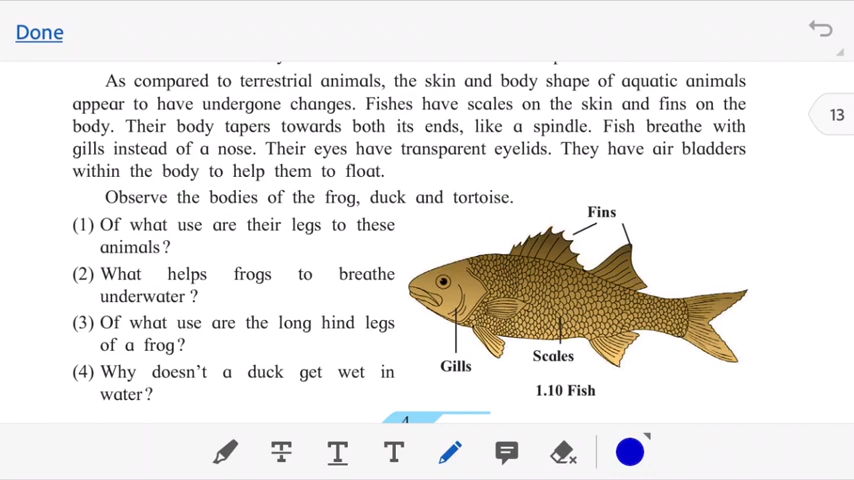 Done
As compared to terrestrial animals, the skin and body shape of aquatic animals
appear to have undergone changes. Fishes have scales on the skin and fins on the
body. Their body tapers towards both its ends, like a spindle. Fish breathe with
gills instead of a nose. Their eyes have transparent eyelids. They have air bladders
within the body to help them to float.
Observe the bodies of the frog, duck and tortoise.
(1) Of what use are their legs to these
animals?
(2) What helps frogs to breathe
underwater ?
(3) Of what use are the long hind legs
of a frog?
(4) Why doesn't a duck get wet in
water?
Fins
Gills
Scales
1.10 Fish
13
T
T
T